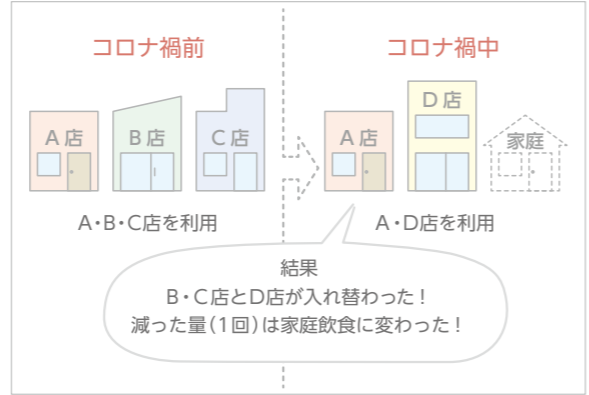 コロナ禍前
コロナ禍中
A店
B店
C店
A店
D店
家庭
A・B・C店を利用
A・D店を利用
結果
B・C店とD店が入れ替わった！
減った量（1回）は家庭飲食に変わった！